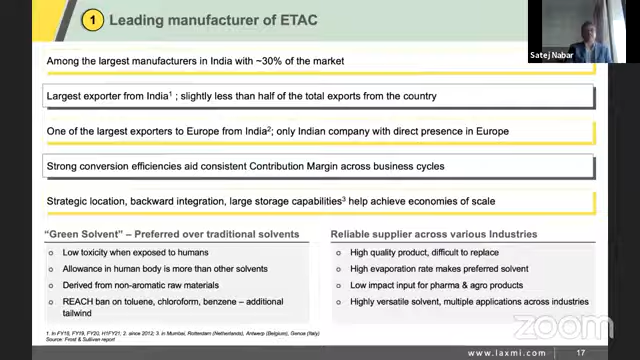 1 Leading manufacturer of ETAC
Satej Nabar
Among the largest manufacturers in India with ~30% of the market
Largest exporter from India1 ; slightly less than half of the total exports from the country
One of the largest exporters to Europe from India2; only Indian company with direct presence in Europe
Strong conversion efficiencies aid consistent Contribution Margin across business cycles
Strategic location, backward integration, large storage capabilities3 help achieve economies of scale
“Green Solvent” – Preferred over traditional solvents
Low toxicity when exposed to humans
Allowance in human body is more than other solvents
Derived from non-aromatic raw materials
REACH ban on toluene, chloroform, benzene – additional
tailwind
Reliable supplier across various Industries
High quality product, difficult to replace
High evaporation rate makes preferred solvent
Low impact input for pharma & agro products
Highly versatile solvent, multiple applications across industries
1. In FY18, FY19, FY20, H1FY21; 2. since 2012; 3. in Mumbai, Rotterdam (Netherlands), Antwerp (Belgium), Genoa (Italy)
Source: Frost & Sullivan report
zoom
www.laxmi.com
17